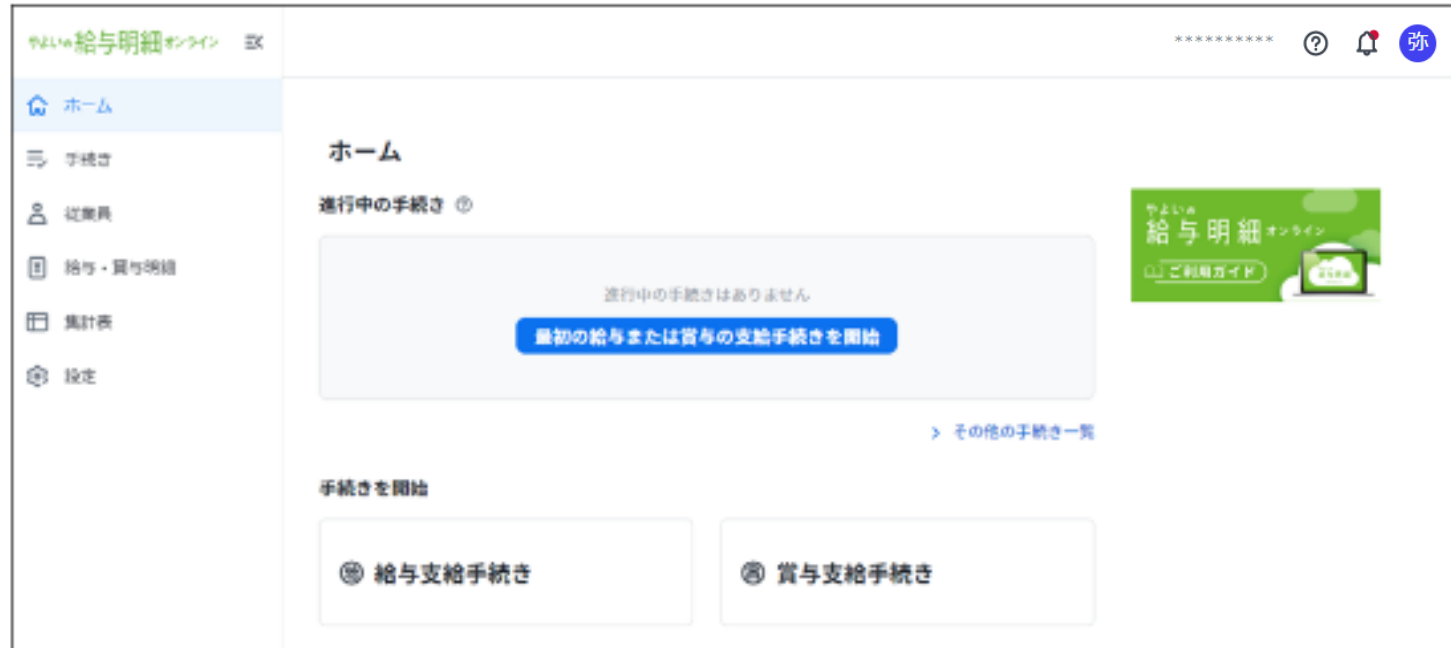 やよいの給与明細オンライン
**********
弥
ホーム
手続き
従業員
給与・賞与明細
集計表
設定
ホーム
進行中の手続き
進行中の手続きはありません
最初の給与または賞与の支給手続きを開始
その他の手続き一覧
手続きを開始
給与支給手続き
賞与支給手続き
やよいの
給与明細オンライン
ご利用ガイド